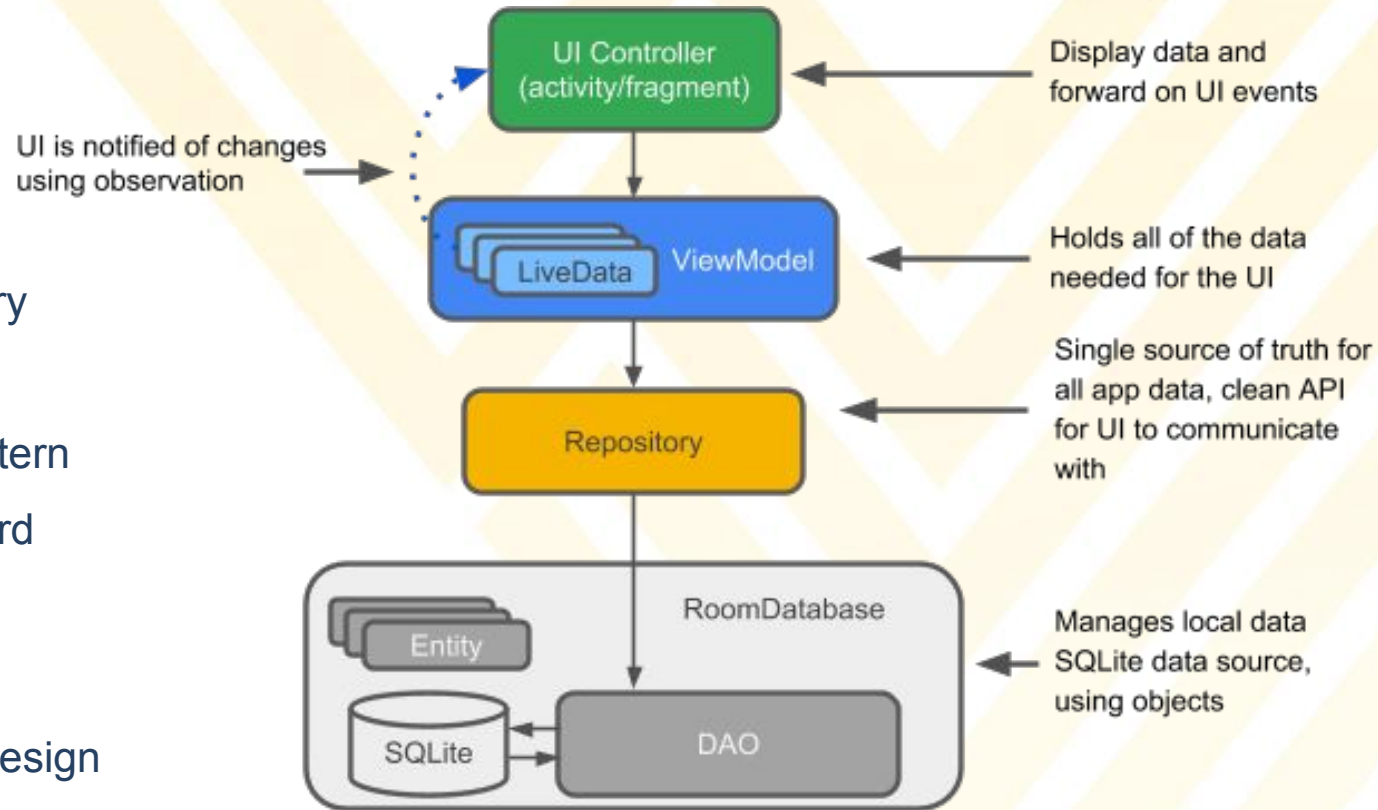 UI Controller
(activity/fragment)
Display data and
forward on UI events
UI is notified of changes
using observation
LiveData
ViewModel
Holds all of the data
needed for the UI
ry
Single source of truth for
all app data, clean API
for UI to communicate
with
Repository
tern
rd
RoomDatabase
Entity
Manages local data
SQLite data source,
using objects
SQLite
DAO
esign